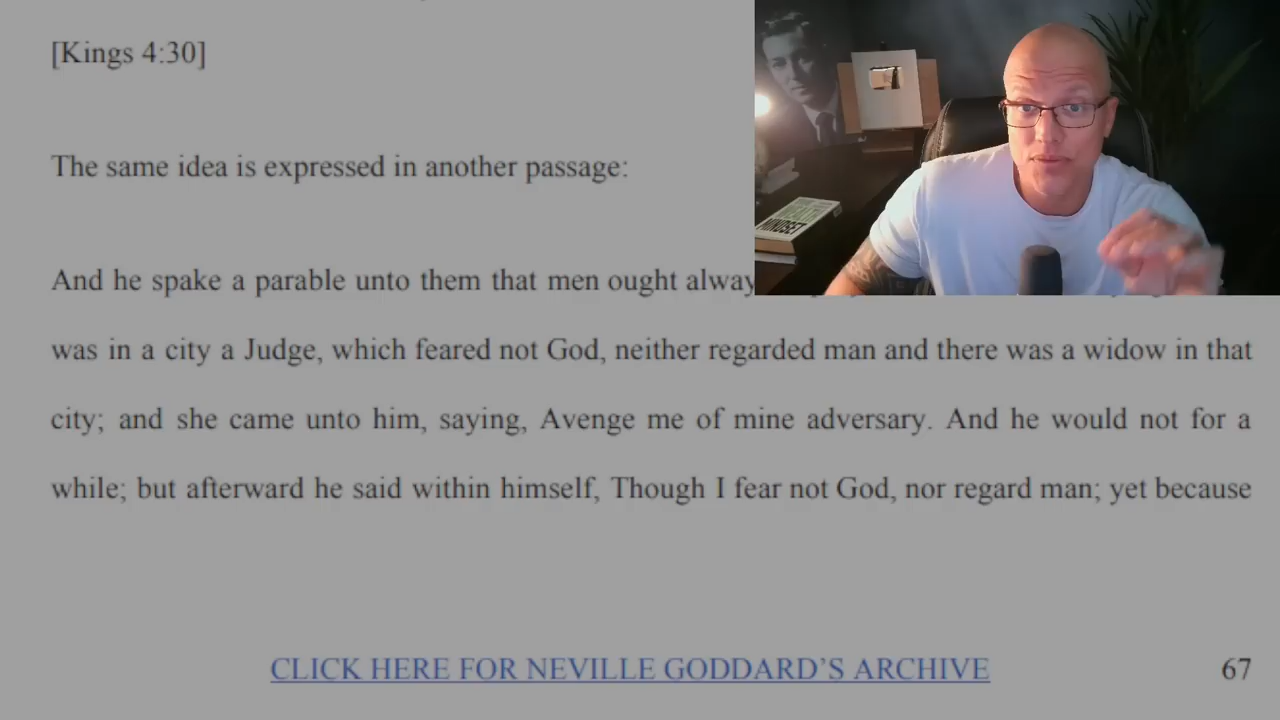 [Kings 4:30]
The same idea is expressed in another passage:
And he spake a parable unto them that men ought alway
was in a city a Judge, which feared not God, neither regarded man and there was a widow in that
city; and she came unto him, saying, Avenge me of mine adversary. And he would not for a
while; but afterward he said within himself, Though I fear not God, nor regard man; yet because
CLICK HERE FOR NEVILLE GODDARD'S ARCHIVE
67
MINDSET